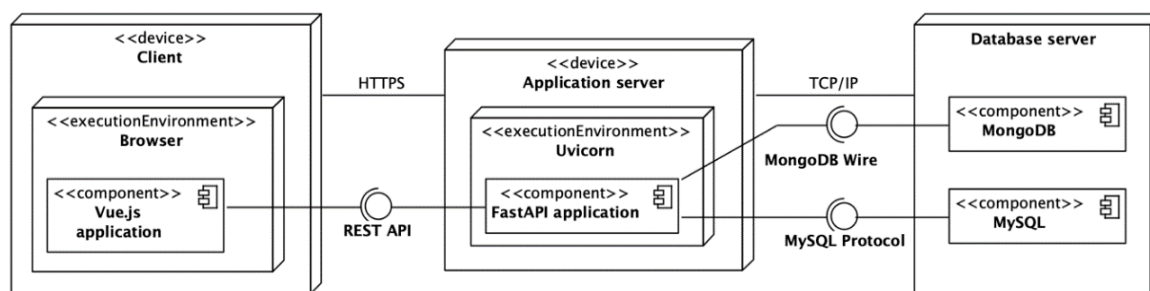 <<device>>
Client
<<executionEnvironment>>
Browser
<<component>>
Vue.js
application
HTTPS
REST API
<<device>>
Application server
<<executionEnvironment>>
Uvicorn
<<component>>
FastAPI application
TCP/IP
MongoDB Wire
MySQL Protocol
Database server
<<component>>
MongoDB
<<component>>
MySQL